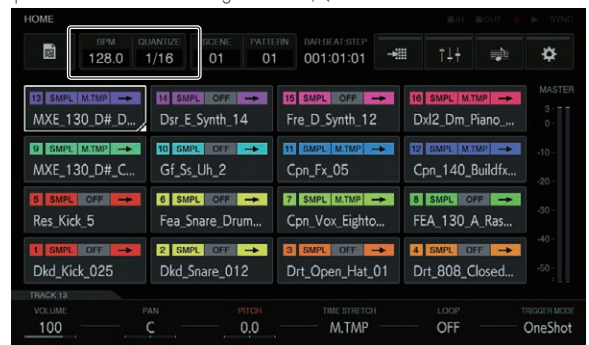 HOME IN OUT SYNC
BPM QUANTIZE SCENE PATTERN BAR:BEAT:STEP
128.0 1/16 01 01 001:01:01
MASTER
13 SMPL M.TMP 14 SMPL OFF 15 SMPL OFF 16 SMPL M.TMP
MXE_130_D#_D... Dsr_E_Synth_14 Fre_D_Synth_12 Dxl2_Dm_Piano_...
3-
0-
9 SMPL M.TMP 10 SMPL OFF 11 SMPL M.TMP 12 SMPL M.TMP
-10-
MXE_130_D#_C... Gf_Ss_Uh_2 Cpn_Fx_05 Cpn_140_Buildfx...
-20-
5 SMPL OFF 6 SMPL OFF 7 SMPL M.TMP 8 SMPL OFF
-30-
Res_Kick_5 Fea_Snare_Drum... Cpn_Vox_Eighto... FEA_130_A_Ras...
-40-
1 SMPL OFF 2 SMPL OFF 3 SMPL OFF 4 SMPL OFF
Dkd_Kick_025 Dkd_Snare_012 Drt_Open_Hat_01 Drt_808_Closed...
-50-
TRACK 13
VOLUME PAN PITCH TIME STRETCH LOOP TRIGGER MODE
100 C 0.0 M.TMP OFF OneShot